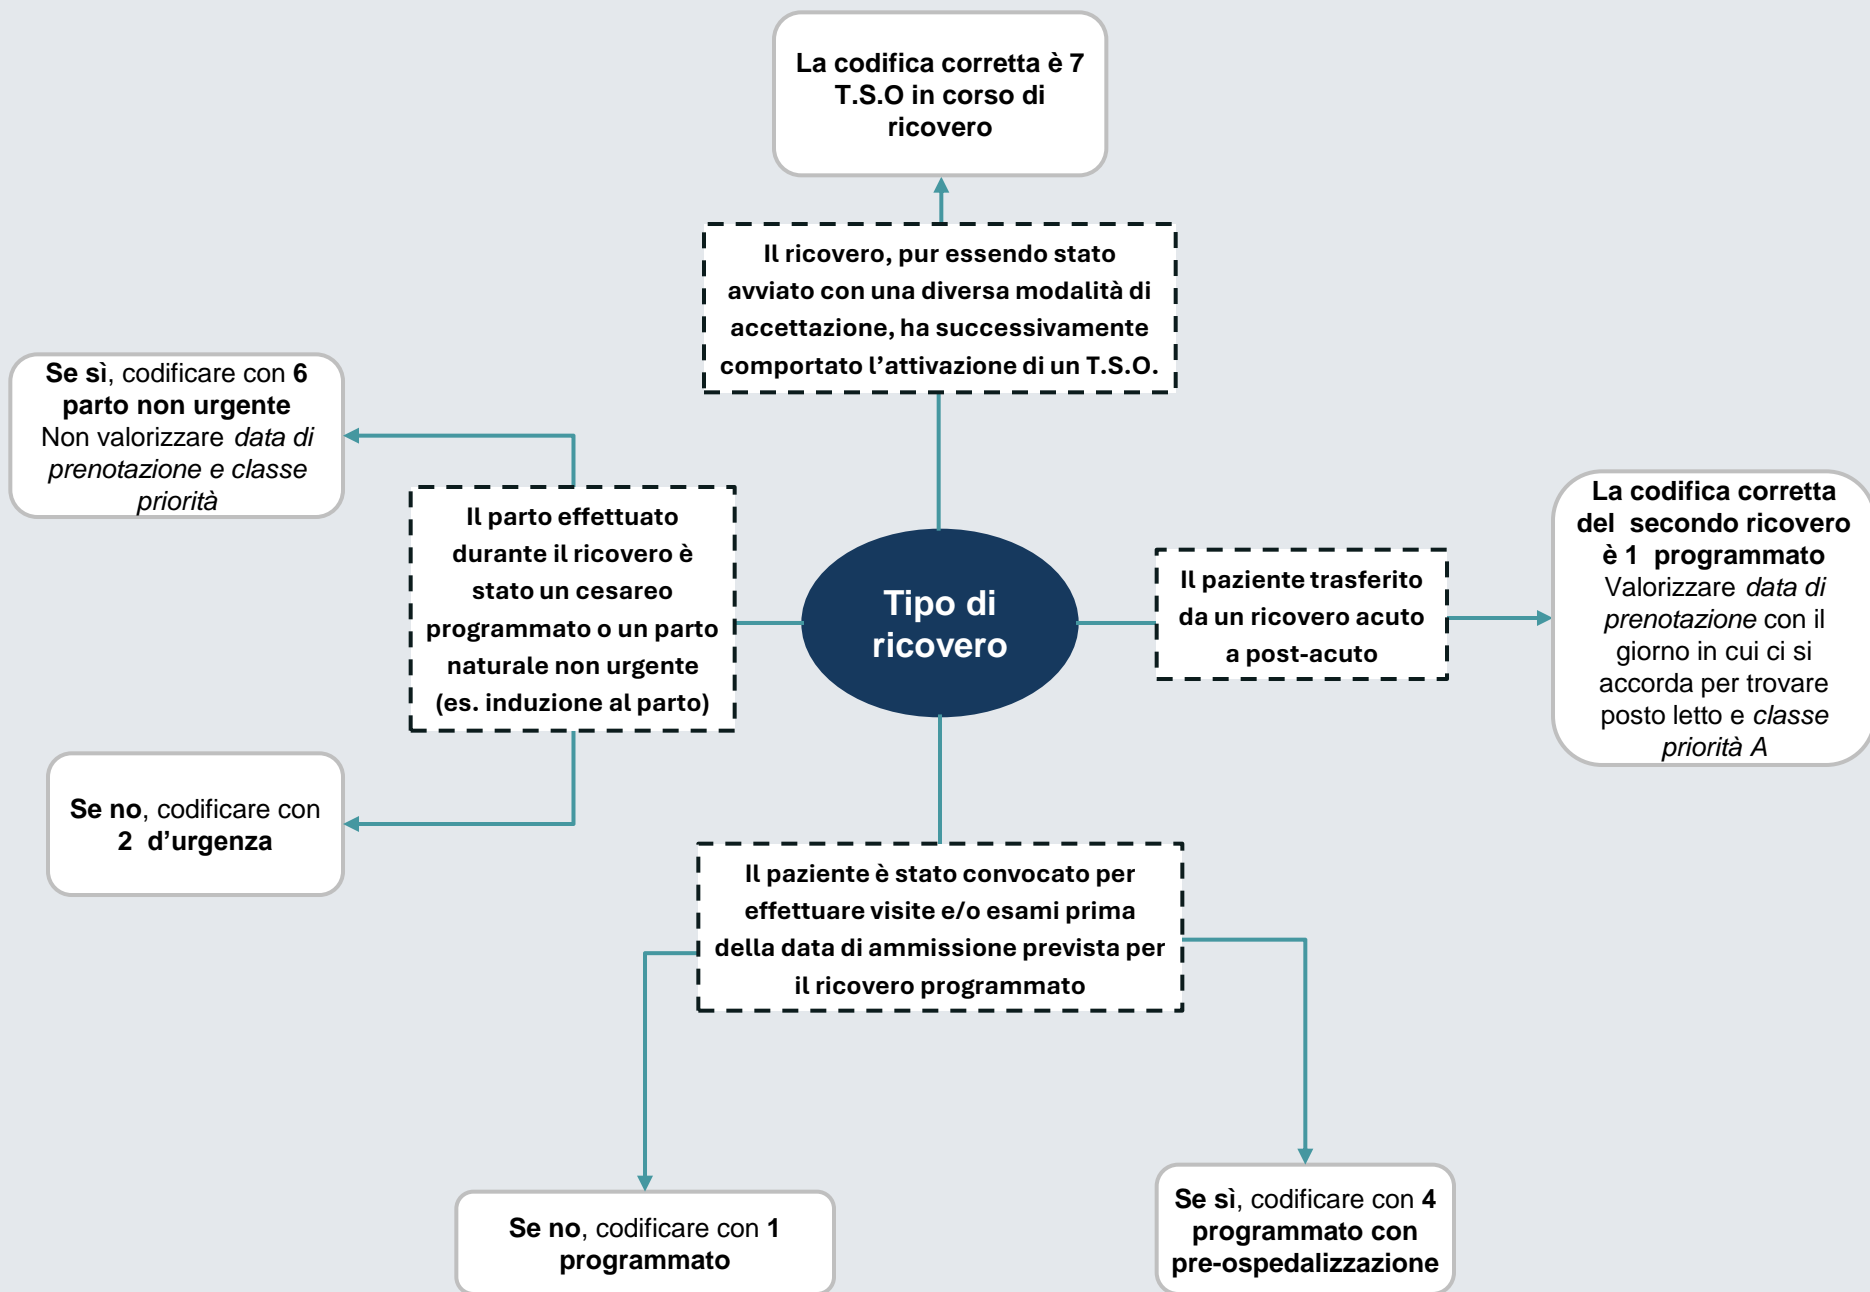 La codifica corretta è 7
T.S.O in corso di
ricovero
Il ricovero, pur essendo stato
avviato con una diversa modalità di
accettazione, ha successivamente
comportato l’attivazione di un T.S.O.
Se sì, codificare con 6
parto non urgente
Non valorizzare data di
prenotazione e classe
priorità
Il parto effettuato
durante il ricovero è
stato un cesareo
programmato o un parto
naturale non urgente
(es. induzione al parto)
Se no, codificare con
2 d’urgenza
Tipo di
ricovero
Il paziente trasferito
da un ricovero acuto
a post-acuto
La codifica corretta
del secondo ricovero
è 1 programmato
Valorizzare data di
prenotazione con il
giorno in cui ci si
accorda per trovare
posto letto e classe
priorità A
Il paziente è stato convocato per
effettuare visite e/o esami prima
della data di ammissione prevista per
il ricovero programmato
Se no, codificare con 1
programmato
Se sì, codificare con 4
programmato con
pre-ospedalizzazione